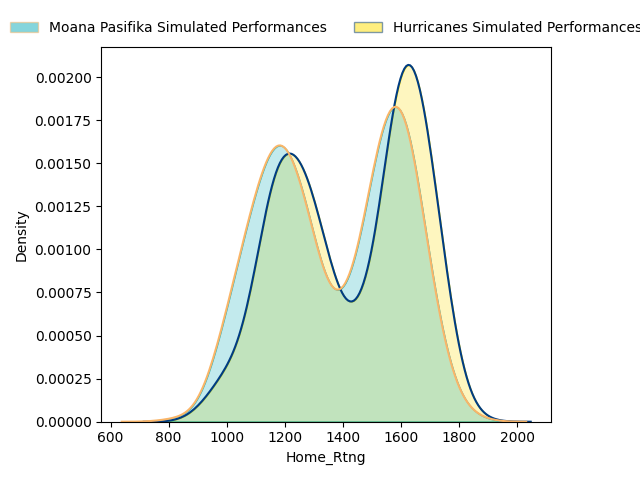 Moana Pasifika Simulated Performances Hurricanes Simulated Performances
0.00200
0.00175
0.00150
0.00125
0.00100
0.00075
0.00050
0.00025
0.00000
Density
600 800 1000 1200 1400 1600 1800 2000
Home_Rtng